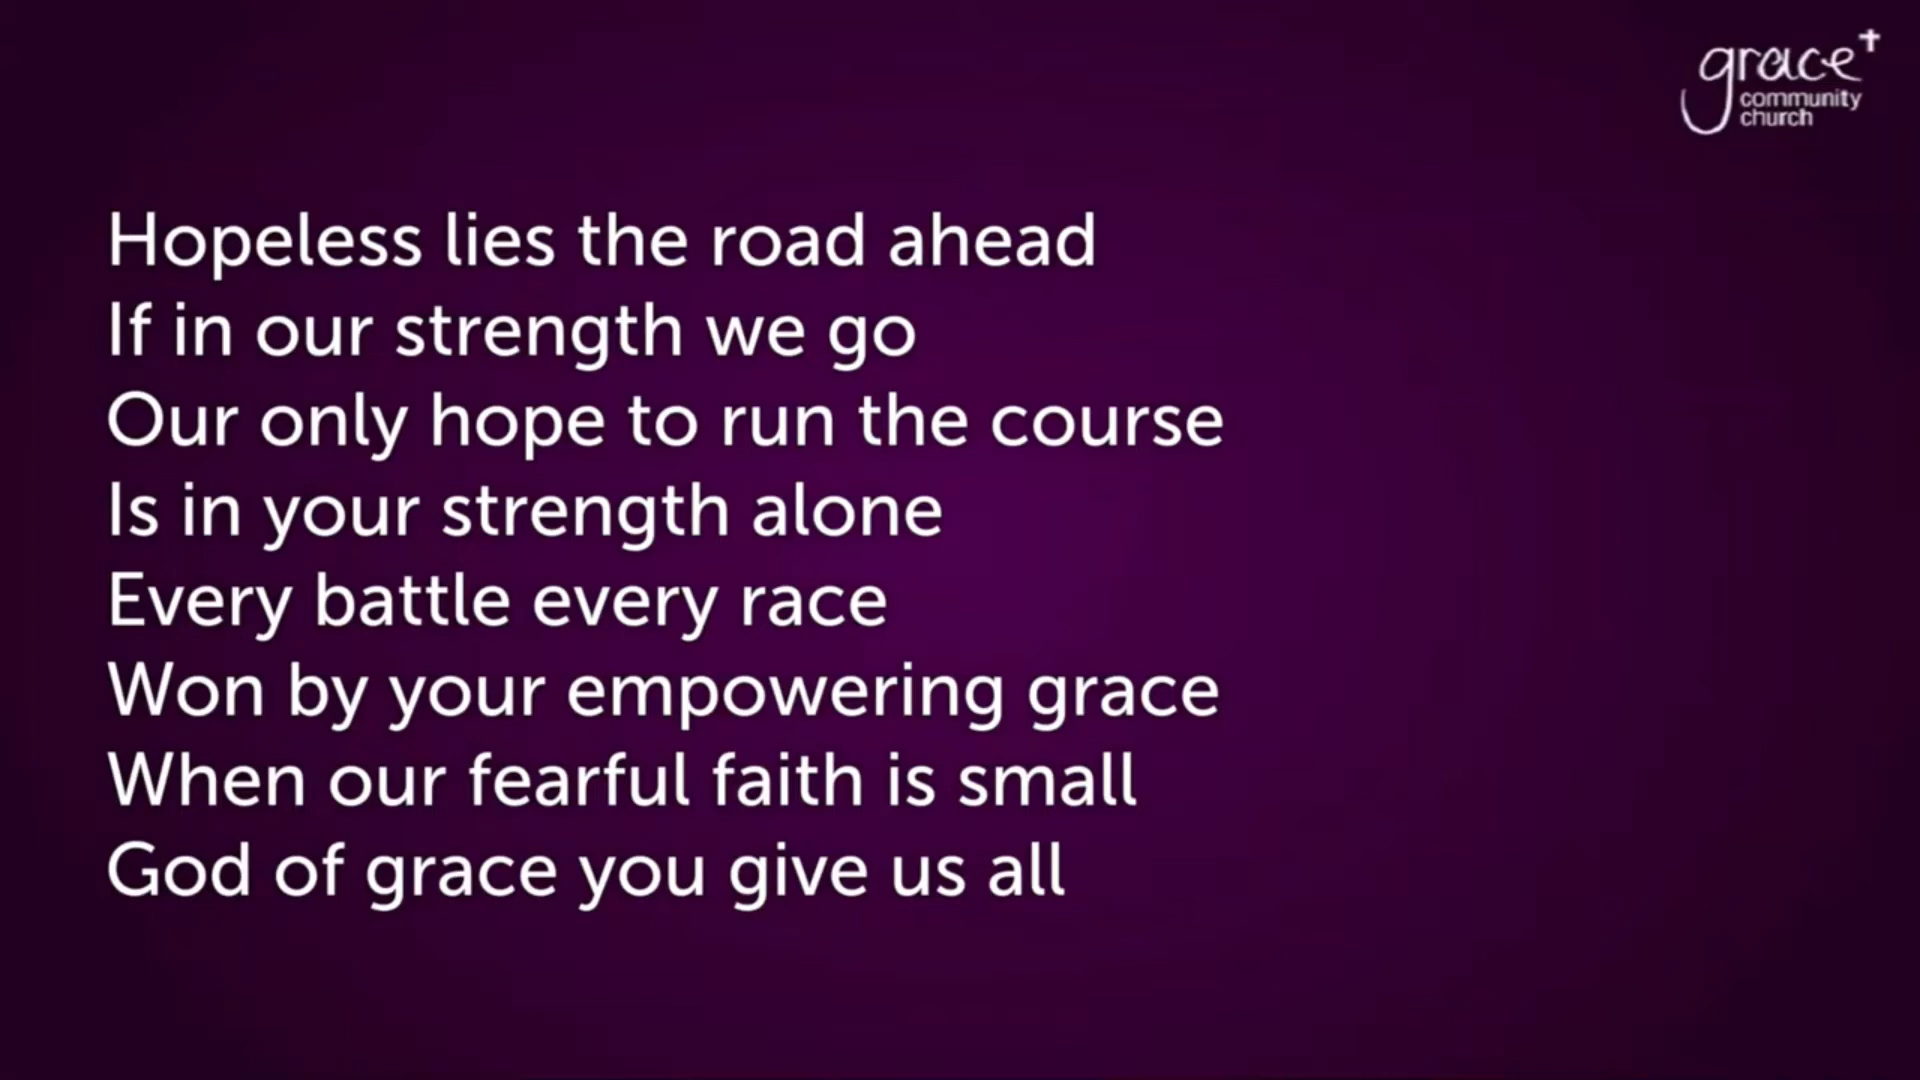 grace
community
church
Hopeless lies the road ahead
If in our strength we go
Our only hope to run the course
Is in your strength alone
Every battle every race
Won by your empowering grace
When our fearful faith is small
God of grace you give us all